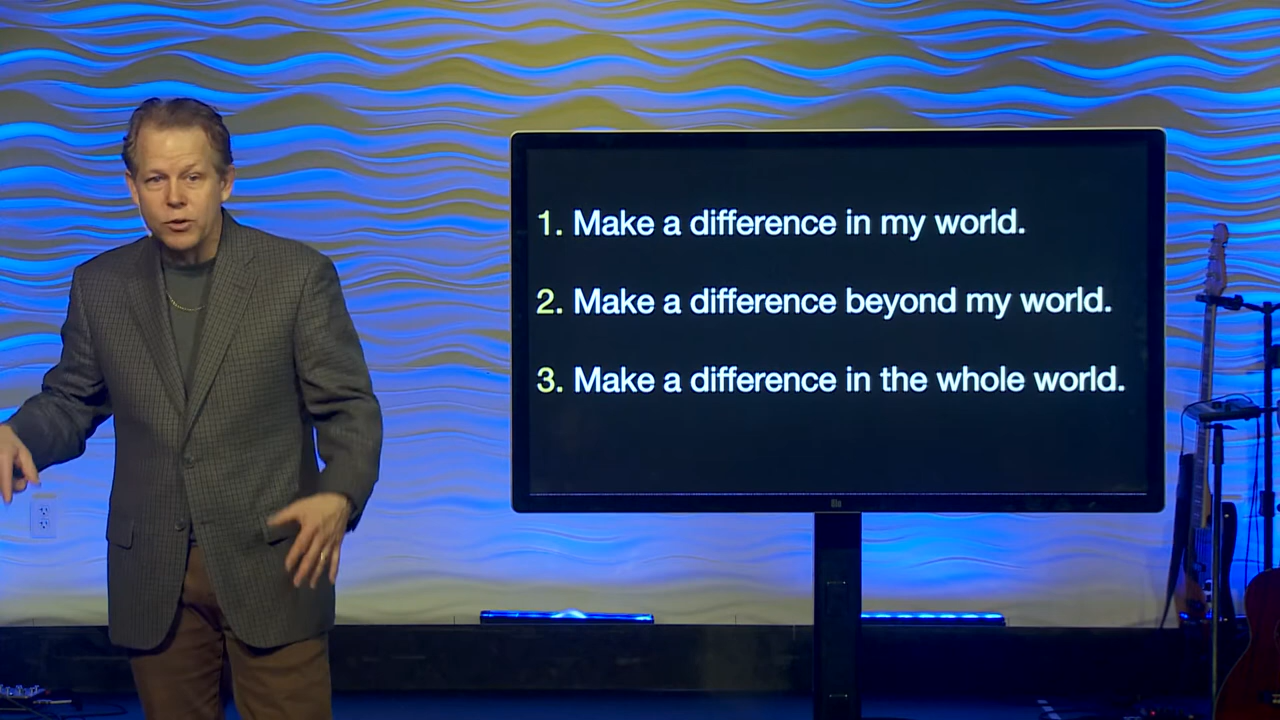 1. Make a difference in my world.
2. Make a difference beyond my world.
3. Make a difference in the whole world.